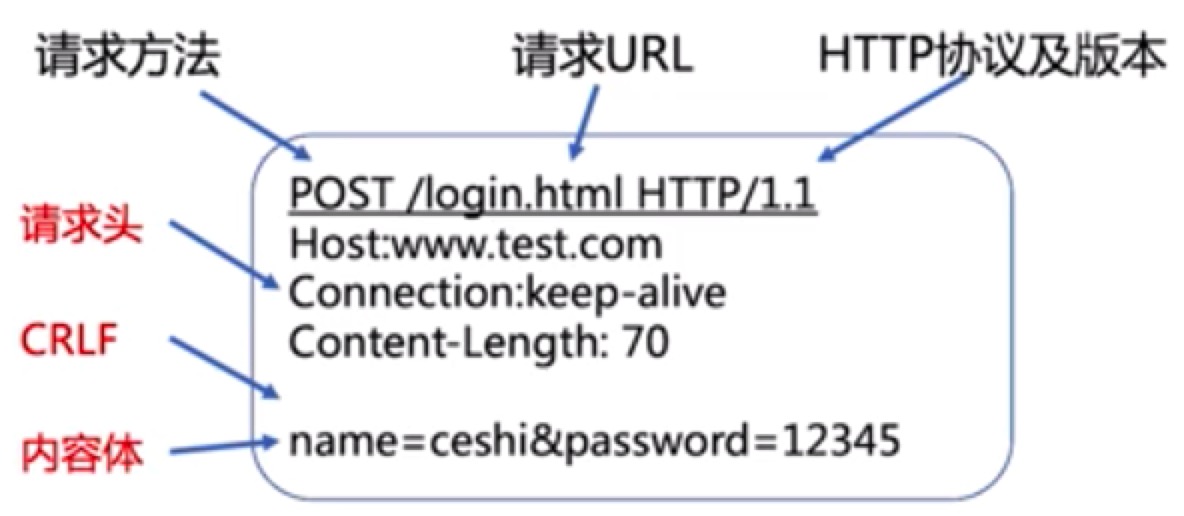 请求方法 请求URL HTTP协议及版本
POST /login.html HTTP/1.1
请求头
Host:www.test.com
Connection:keep-alive
CRLF
Content-Length: 70
内容体
name=ceshi&password=12345